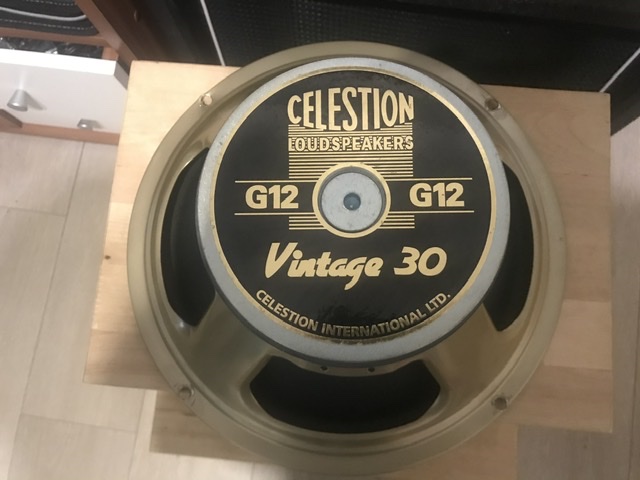 CELESTION
LOUDSPEAKERS
G12 G12
Vintage 30
CELESTION INTERNATIONAL LTD.